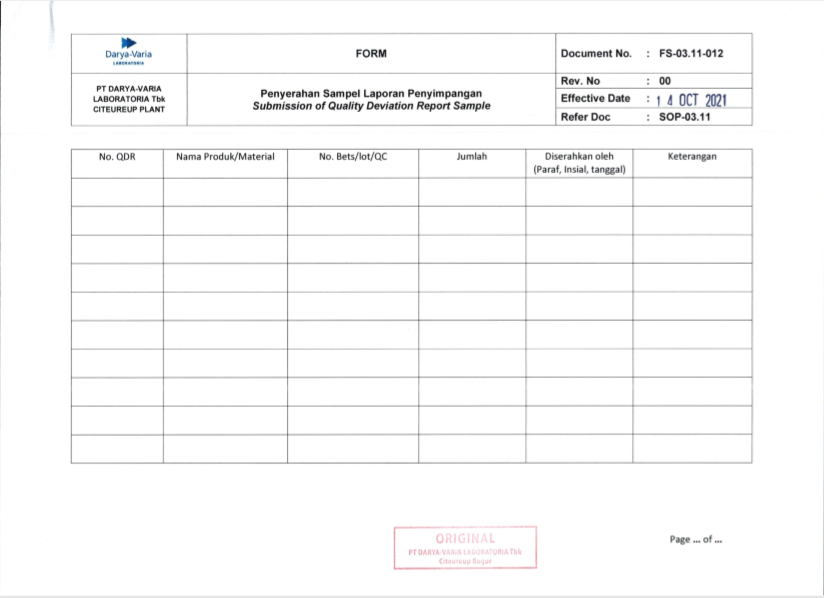 Darya-Varia
LABORATORIA
PT DARYA-VARIA
LABORATORIA Tbk
CITEUREUP PLANT
FORM
Penyerahan Sampel Laporan Penyimpangan
Submission of Quality Deviation Report Sample
Document No. : FS-03.11-012
Rev. No : 00
Effective Date : 14 OCT 2021
Refer Doc : SOP-03.11
No. QDR
Nama Produk/Material
No. Bets/lot/QC
Jumlah
Diserahkan oleh
(Paraf, Insial, tanggal)
Keterangan
ORIGINAL
PT DARYA-VARIA LABORATORIA Tbk
Citeureup Bogor
Page ... of ...